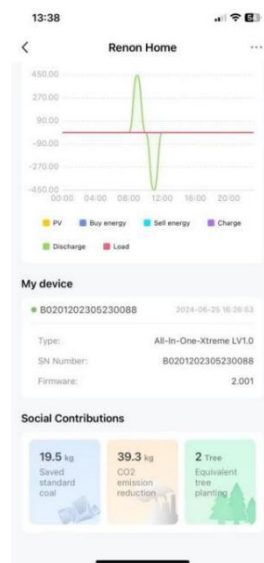 13:38
Renon Home
450.00
270.00
90.00
-90.00
-270.00
-450.00
00:00 04:00 08:00 12:00 16:00 20:00
PV Buy energy Sell energy Charge
Discharge Load
My device
B0201202305230088 2024-06-25 16:26:53
Type: All-In-One-Xtreme LV1.0
SN Number: B0201202305230088
Firmware: 2.001
Social Contributions
19.5 kg
Saved
standard
coal
39.3 kg
CO2
emission
reduction
2 Tree
Equivalent
tree
planting